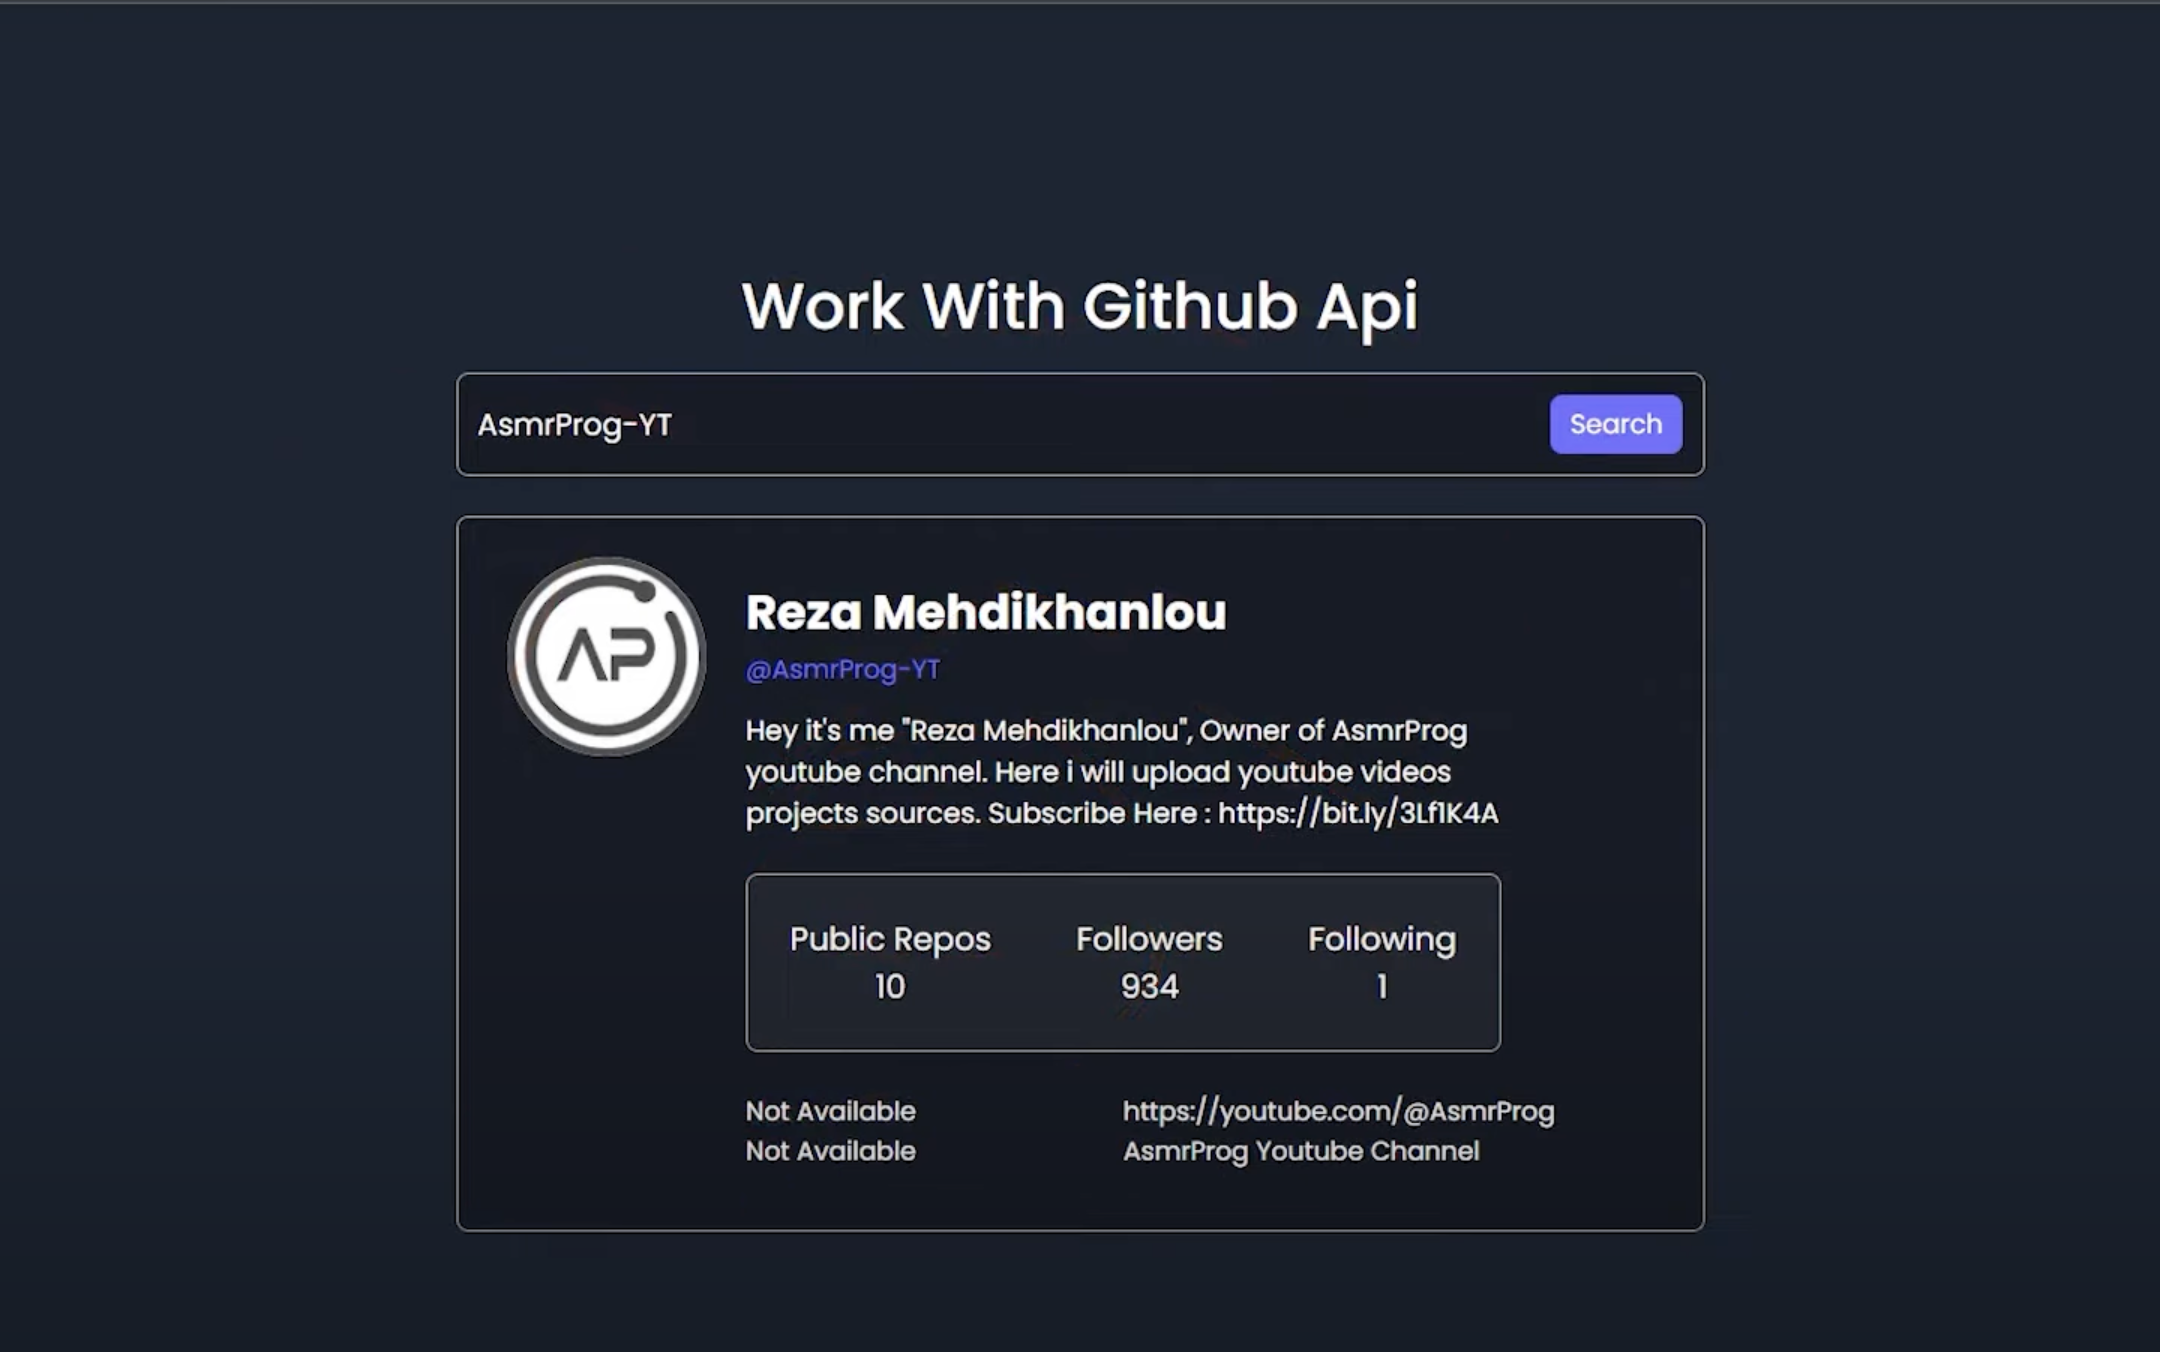 Work With Github Api
AsmrProg-YT
Search
AP
Reza Mehdikhanlou
@AsmrProg-YT
Hey it's me "Reza Mehdikhanlou", Owner of AsmrProg
youtube channel. Here i will upload youtube videos
projects sources. Subscribe Here : https://bit.ly/3Lf1K4A
Public Repos
10
Followers
934
Following
1
Not Available
https://youtube.com/@AsmrProg
Not Available
AsmrProg Youtube Channel